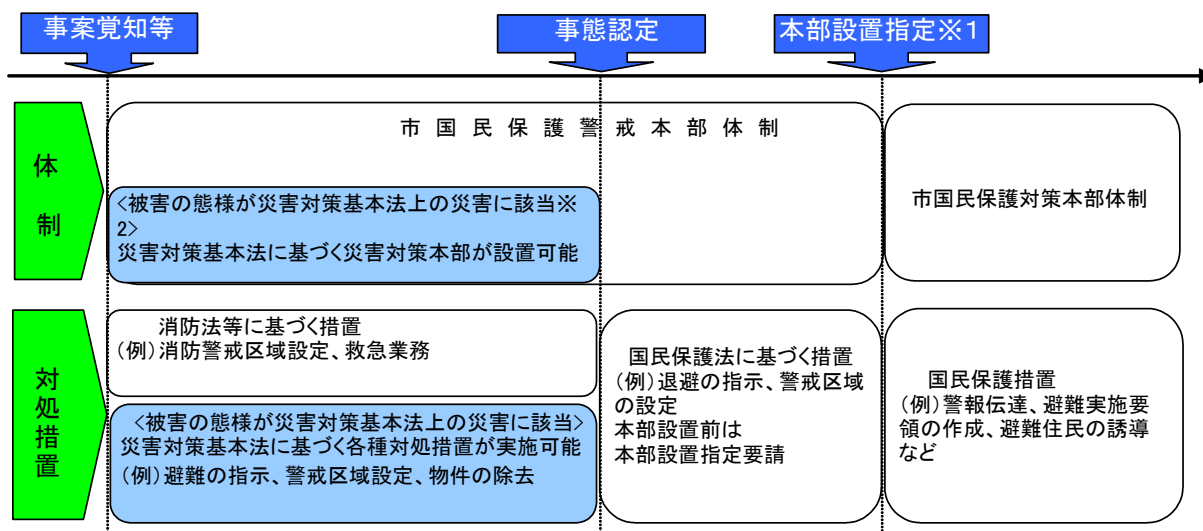 事案覚知等
事態認定
本部設置指定※１
体
制
市国民保護警戒本部体制
<被害の態様が災害対策基本法上の災害に該当※
2>
災害対策基本法に基づく災害対策本部が設置可能
市国民保護対策本部体制
対
処
措
置
消防法等に基づく措置
(例)消防警戒区域設定、救急業務
<被害の態様が災害対策基本法上の災害に該当>
災害対策基本法に基づく各種対処措置が実施可能
(例)避難の指示、警戒区域設定、物件の除去
国民保護法に基づく措置
(例)退避の指示、警戒区域
の設定
本部設置前は
本部設置指定要請
国民保護措置
(例)警報伝達、避難実施要
領の作成、避難住民の誘導
など